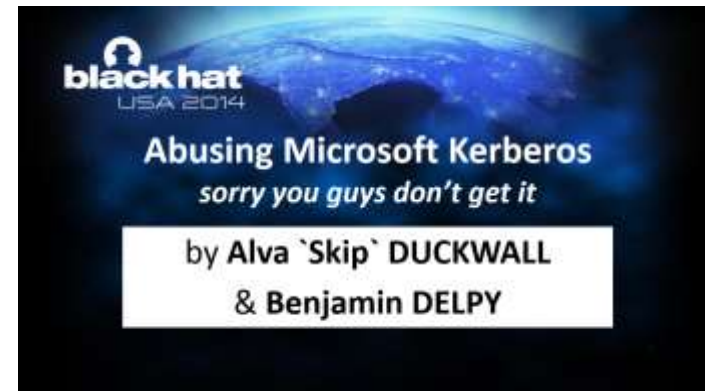 black hat
USA 2014
Abusing Microsoft Kerberos
sorry you guys don't get it
by Alva `Skip` DUCKWALL
& Benjamin DELPY